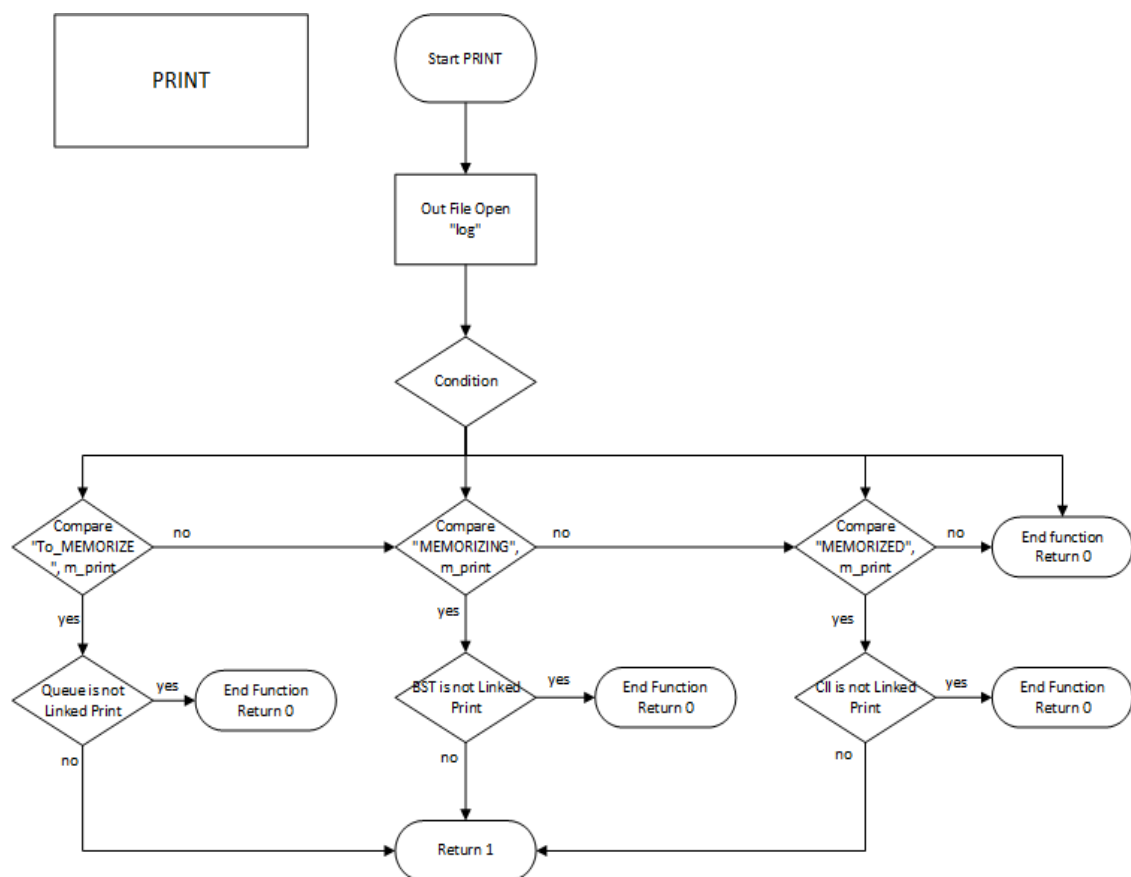 PRINT
Start PRINT
Out File Open
"log"
Condition
Compare
"To_MEMORIZE
", m_print
no
Compare
"MEMORIZING",
m_print
no
Compare
"MEMORIZED",
m_print
no
End function
Return 0
yes
yes
yes
Queue is not
Linked Print
yes
End Function
Return 0
BST is not Linked
Print
yes
End Function
Return 0
Cll is not Linked
Print
yes
End Function
Return 0
no
no
no
Return 1